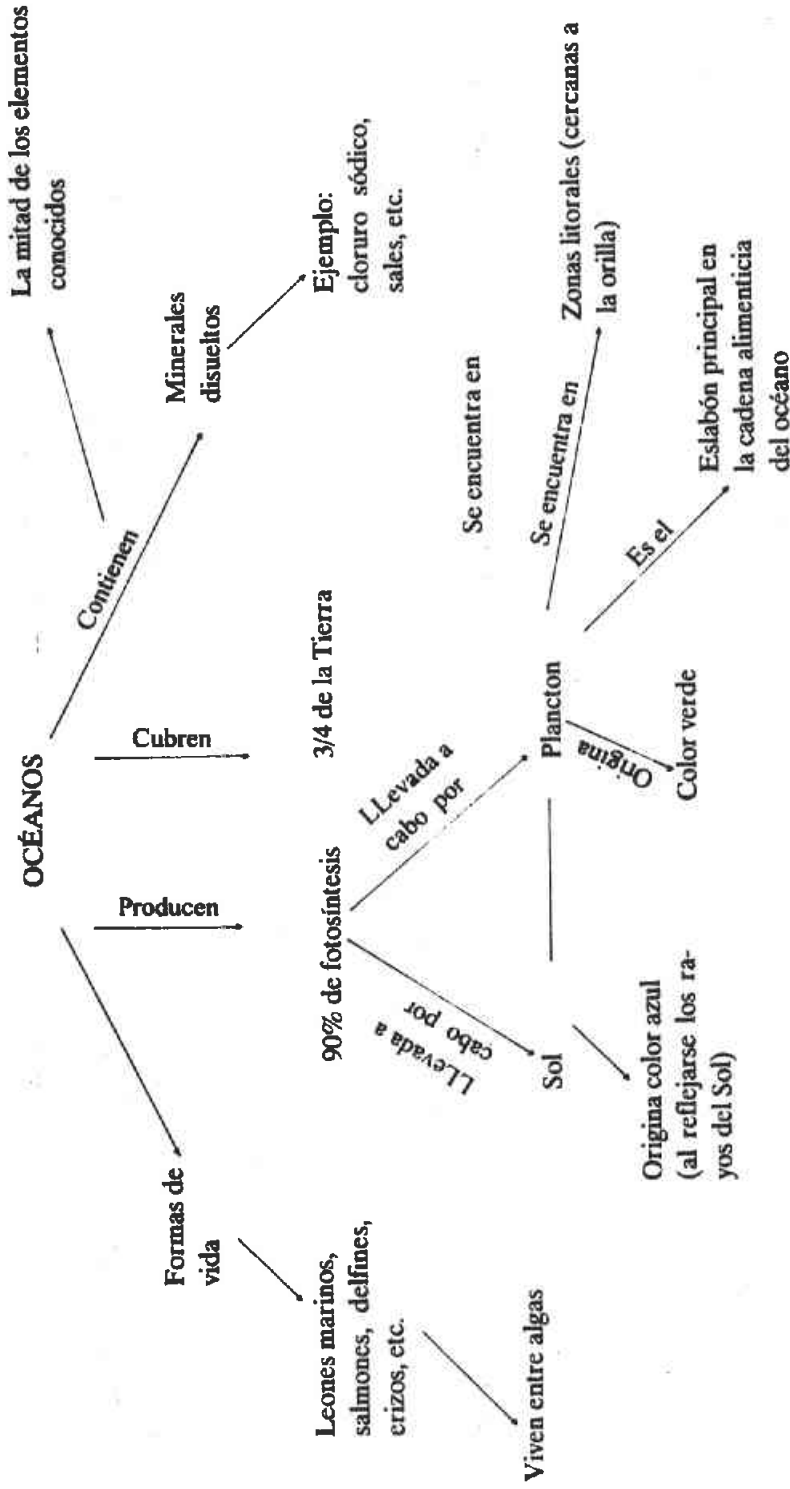 OCÉANOS
Contienen
La mitad de los elementos
conocidos
Minerales
disueltos
Ejemplo:
cloruro sódico,
sales, etc.
Cubren
3/4 de la Tierra
Producen
90% de fotosíntesis
LLevada a
cabo por
Plancton
Se encuentra en
Se encuentra en
Zonas litorales (cercanas a
la orilla)
Es el
Eslabón principal en
la cadena alimenticia
del océano
Origina
Color verde
LLevada a
cabo por
Sol
Origina color azul
(al reflejarse los ra-
yos del Sol)
Formas de
vida
Leones marinos,
salmones, delfines,
erizos, etc.
Viven entre algas